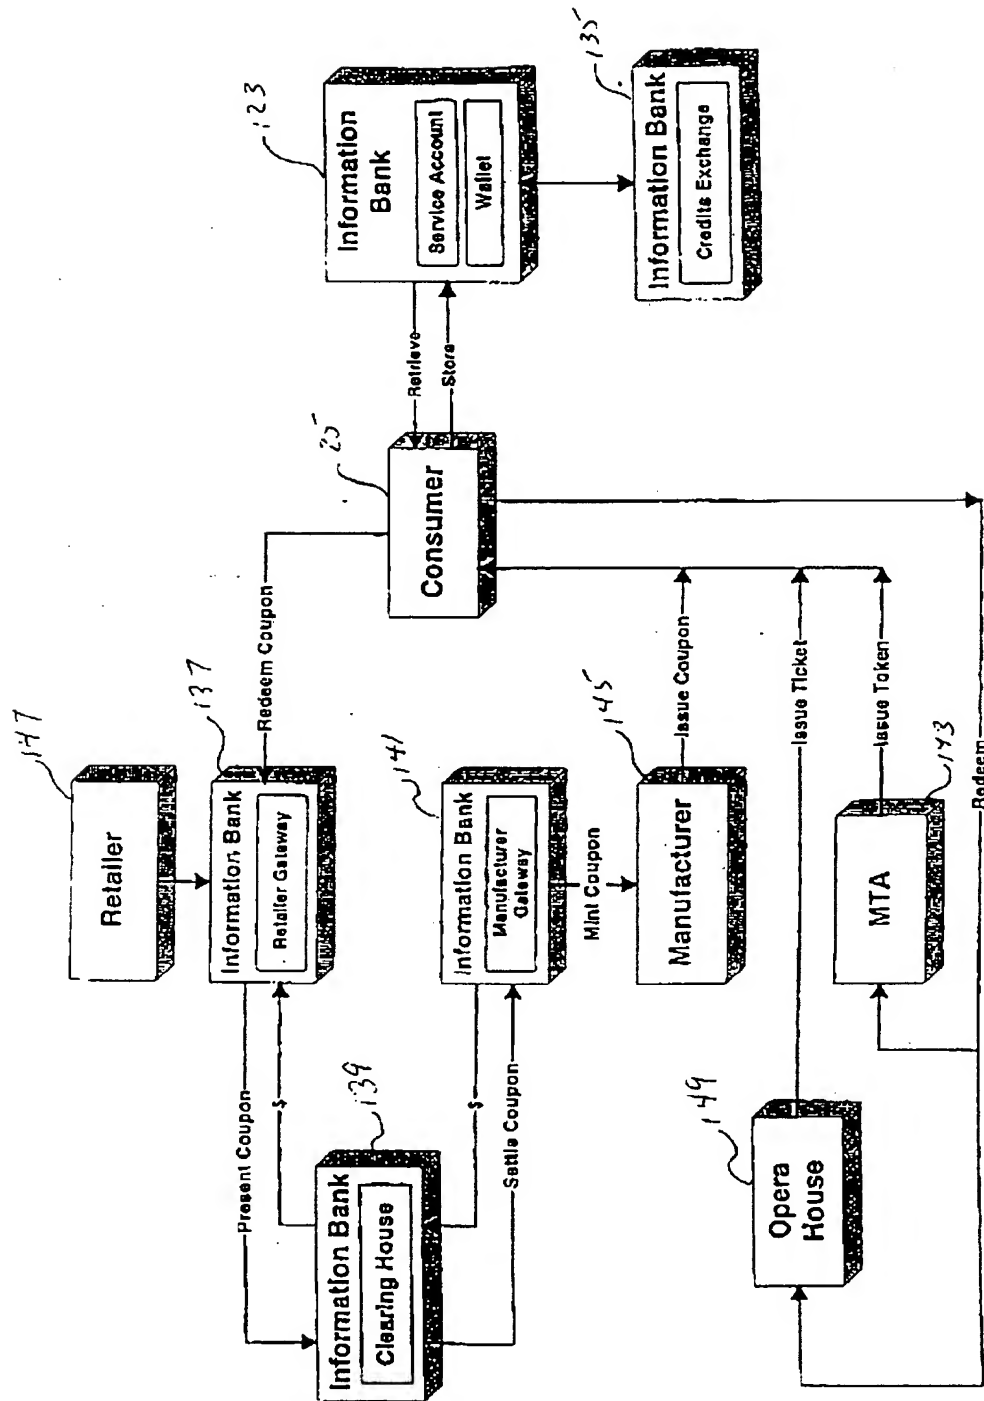 147
Retailer
137
Information Bank
Retailer Gateway
Redeem Coupon
Present Coupon
$
139
Information Bank
Clearing House
$
Settle Coupon
141
Information Bank
Manufacturer
Gateway
Mint Coupon
145
Manufacturer
Issue Coupon
25
Consumer
Retrieve
Store
123
Information
Bank
Service Account
Wallet
135
Information Bank
Credits Exchange
149
Opera
House
Issue Ticket
MTA
143
Issue Token
Redeem